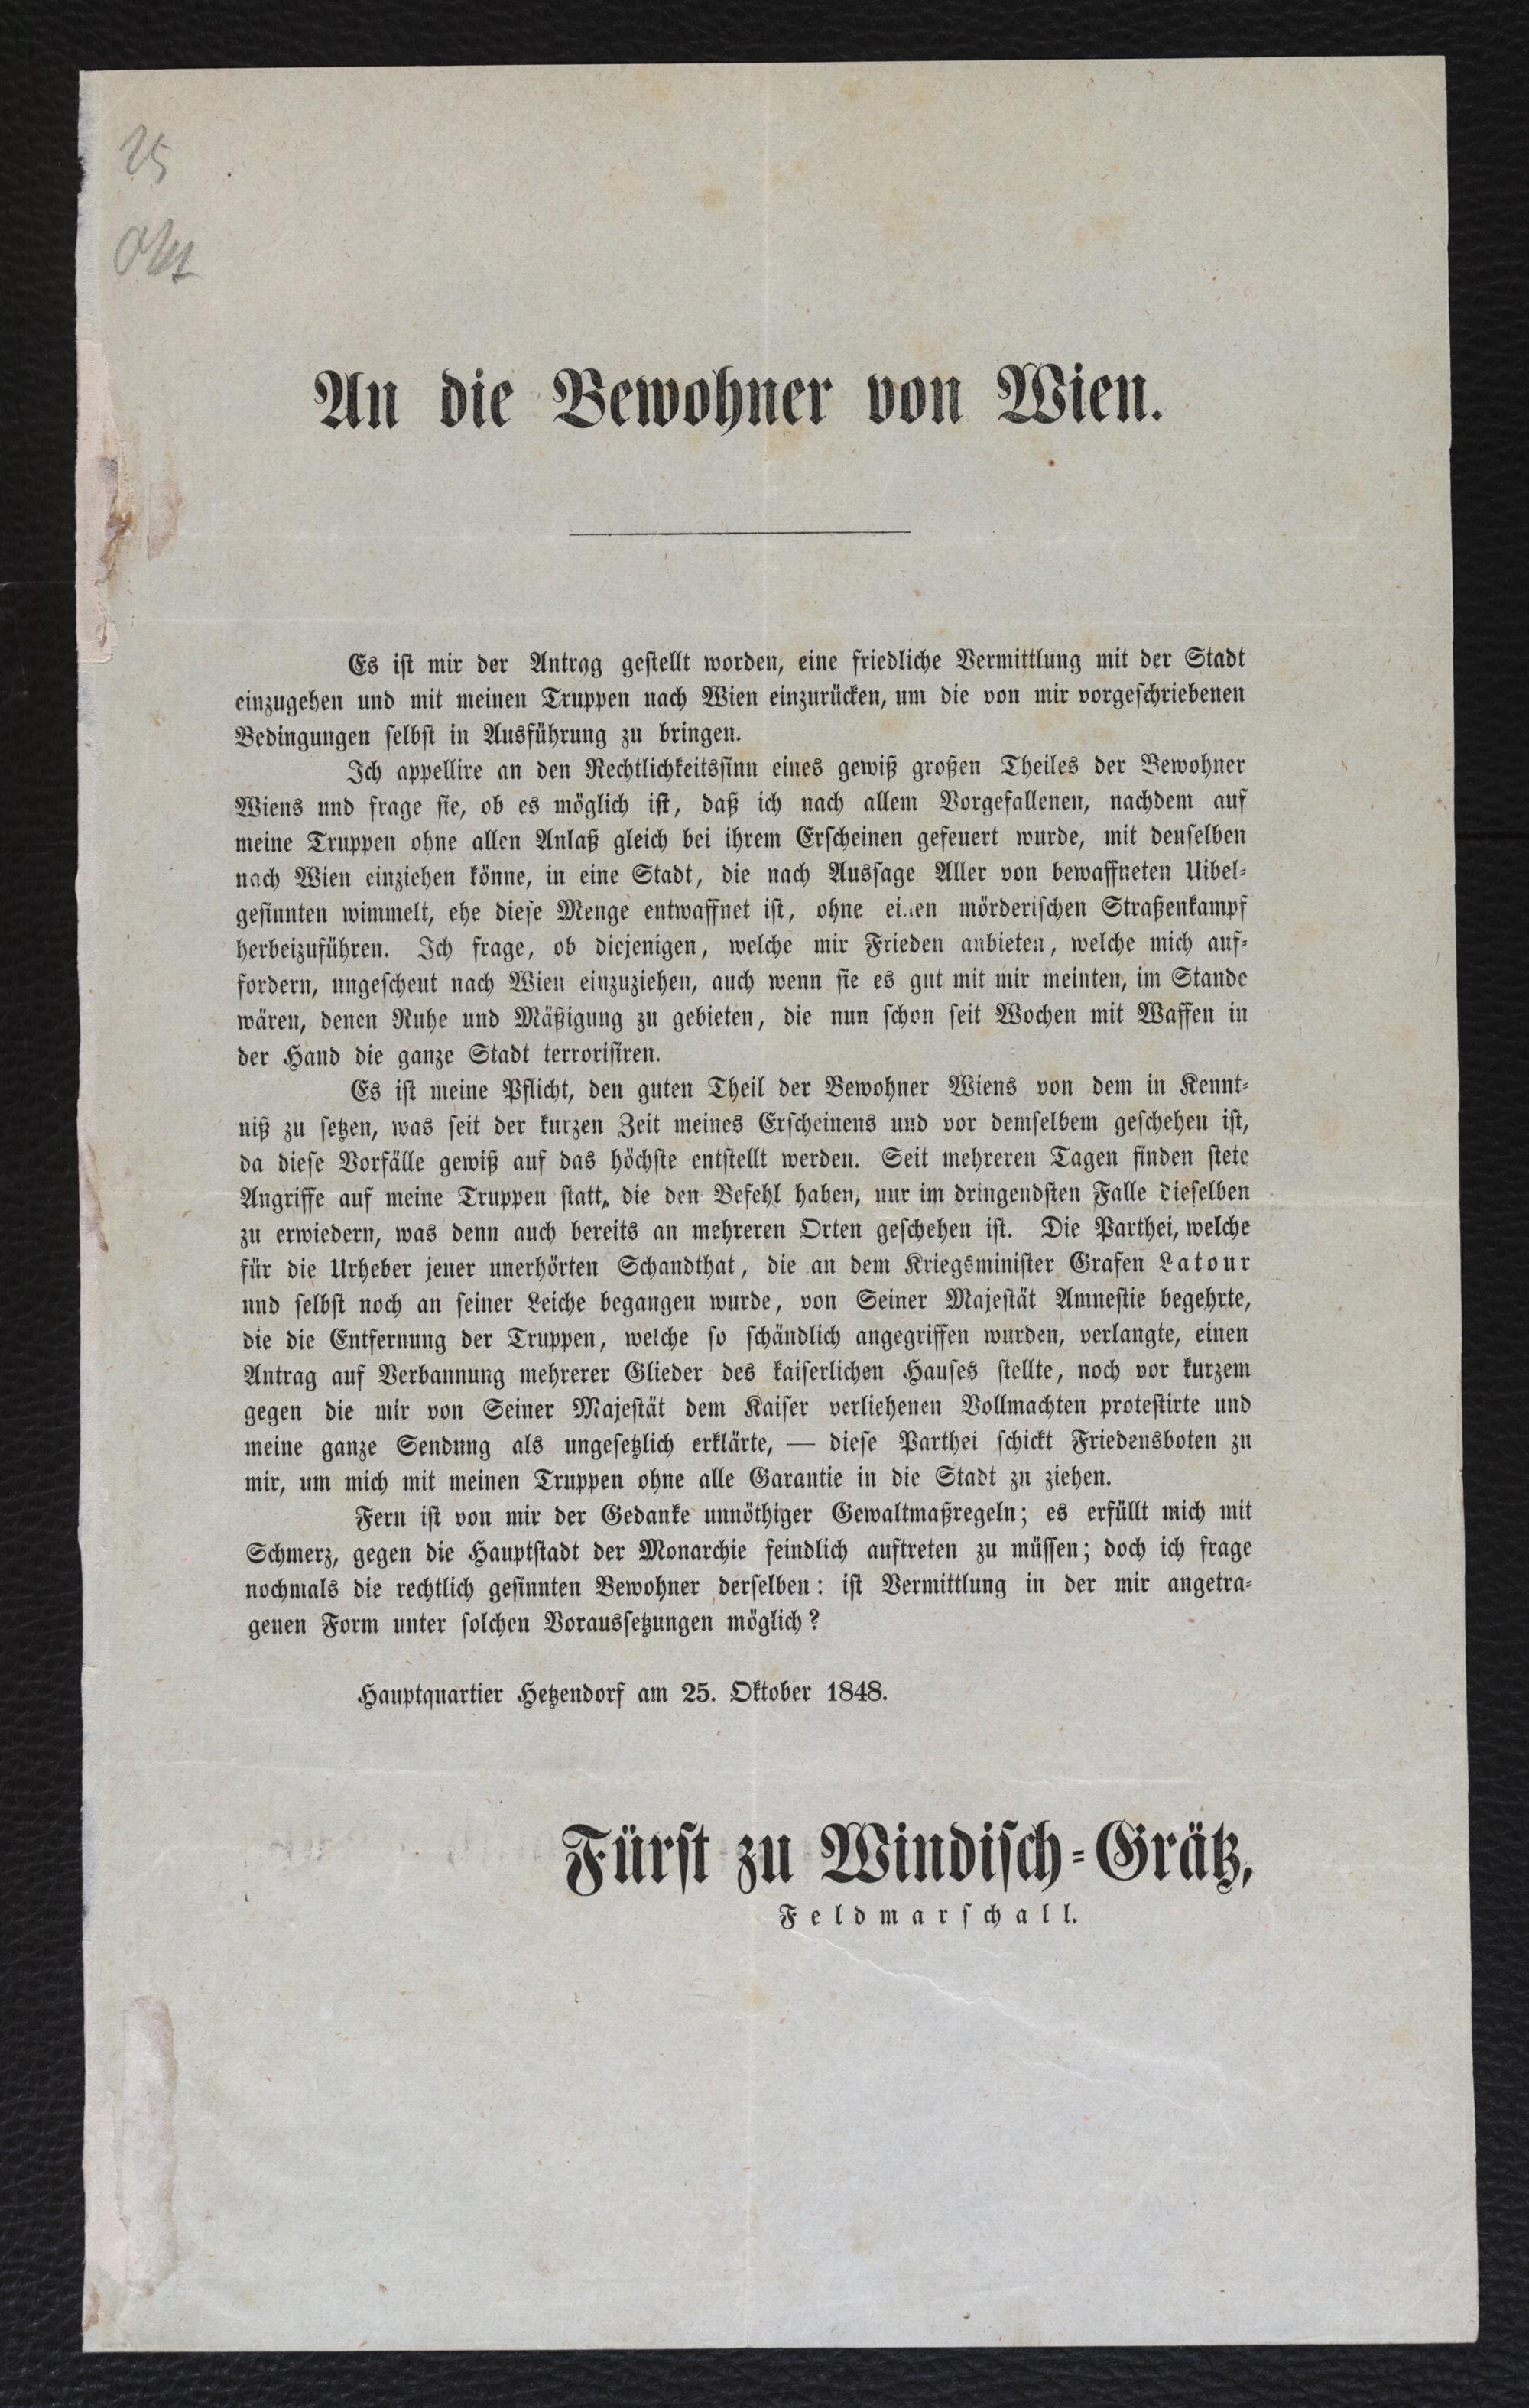 25
Okt
An die Bewohner von Wien.
Es ist mir der Antrag gestellt worden, eine friedliche Vermittlung mit der Stadt
einzugehen und mit meinen Truppen nach Wien einzurücken, um die von mir vorgeschriebenen
Bedingungen selbst in Ausführung zu bringen.
Ich appellire an den Rechtlichkeitssinn eines gewiß großen Theiles der Bewohner
Wiens und frage sie, ob es möglich ist, daß ich nach allem Vorgefallenen, nachdem auf
meine Truppen ohne allen Anlaß gleich bei ihrem Erscheinen gefeuert wurde, mit denselben
nach Wien einziehen könne, in eine Stadt, die nach Aussage Aller von bewaffneten Uibel-
gesinnten wimmelt, ehe diese Menge entwaffnet ist, ohne einen mörderischen Straßenkampf
herbeizuführen. Ich frage, ob diejenigen, welche mir Frieden anbieten, welche mich auf-
fordern, ungescheut nach Wien einzuziehen, auch wenn sie es gut mit mir meinten, im Stande
wären, denen Ruhe und Mäßigung zu gebieten, die nun schon seit Wochen mit Waffen in
der Hand die ganze Stadt terrorisiren.
Es ist meine Pflicht, den guten Theil der Bewohner Wiens von dem in Kennt-
niß zu setzen, was seit der kurzen Zeit meines Erscheinens und vor demselbem geschehen ist,
da diese Vorfälle gewiß auf das höchste entstellt werden. Seit mehreren Tagen finden stete
Angriffe auf meine Truppen statt, die den Befehl haben, nur im dringendsten Falle dieselben
zu erwiedern, was denn auch bereits an mehreren Orten geschehen ist. Die Parthei, welche
für die Urheber jener unerhörten Schandthat, die an dem Kriegsminister Grafen Latour
und selbst noch an seiner Leiche begangen wurde, von Seiner Majestät Amnestie begehrte,
die die Entfernung der Truppen, welche so schändlich angegriffen wurden, verlangte, einen
Antrag auf Verbannung mehrerer Glieder des kaiserlichen Hauses stellte, noch vor kurzem
gegen die mir von Seiner Majestät dem Kaiser verliehenen Vollmachten protestirte und
meine ganze Sendung als ungesetzlich erklärte, — diese Parthei schickt Friedensboten zu
mir, um mich mit meinen Truppen ohne alle Garantie in die Stadt zu ziehen.
Fern ist von mir der Gedanke unnöthiger Gewaltmaßregeln; es erfüllt mich mit
Schmerz, gegen die Hauptstadt der Monarchie feindlich auftreten zu müssen; doch ich frage
nochmals die rechtlich gesinnten Bewohner derselben: ist Vermittlung in der mir angetra-
genen Form unter solchen Voraussetzungen möglich?
Hauptquartier Hetzendorf am 25. Oktober 1848.
Fürst zu Windisch-Grätz,
Feldmarschall.